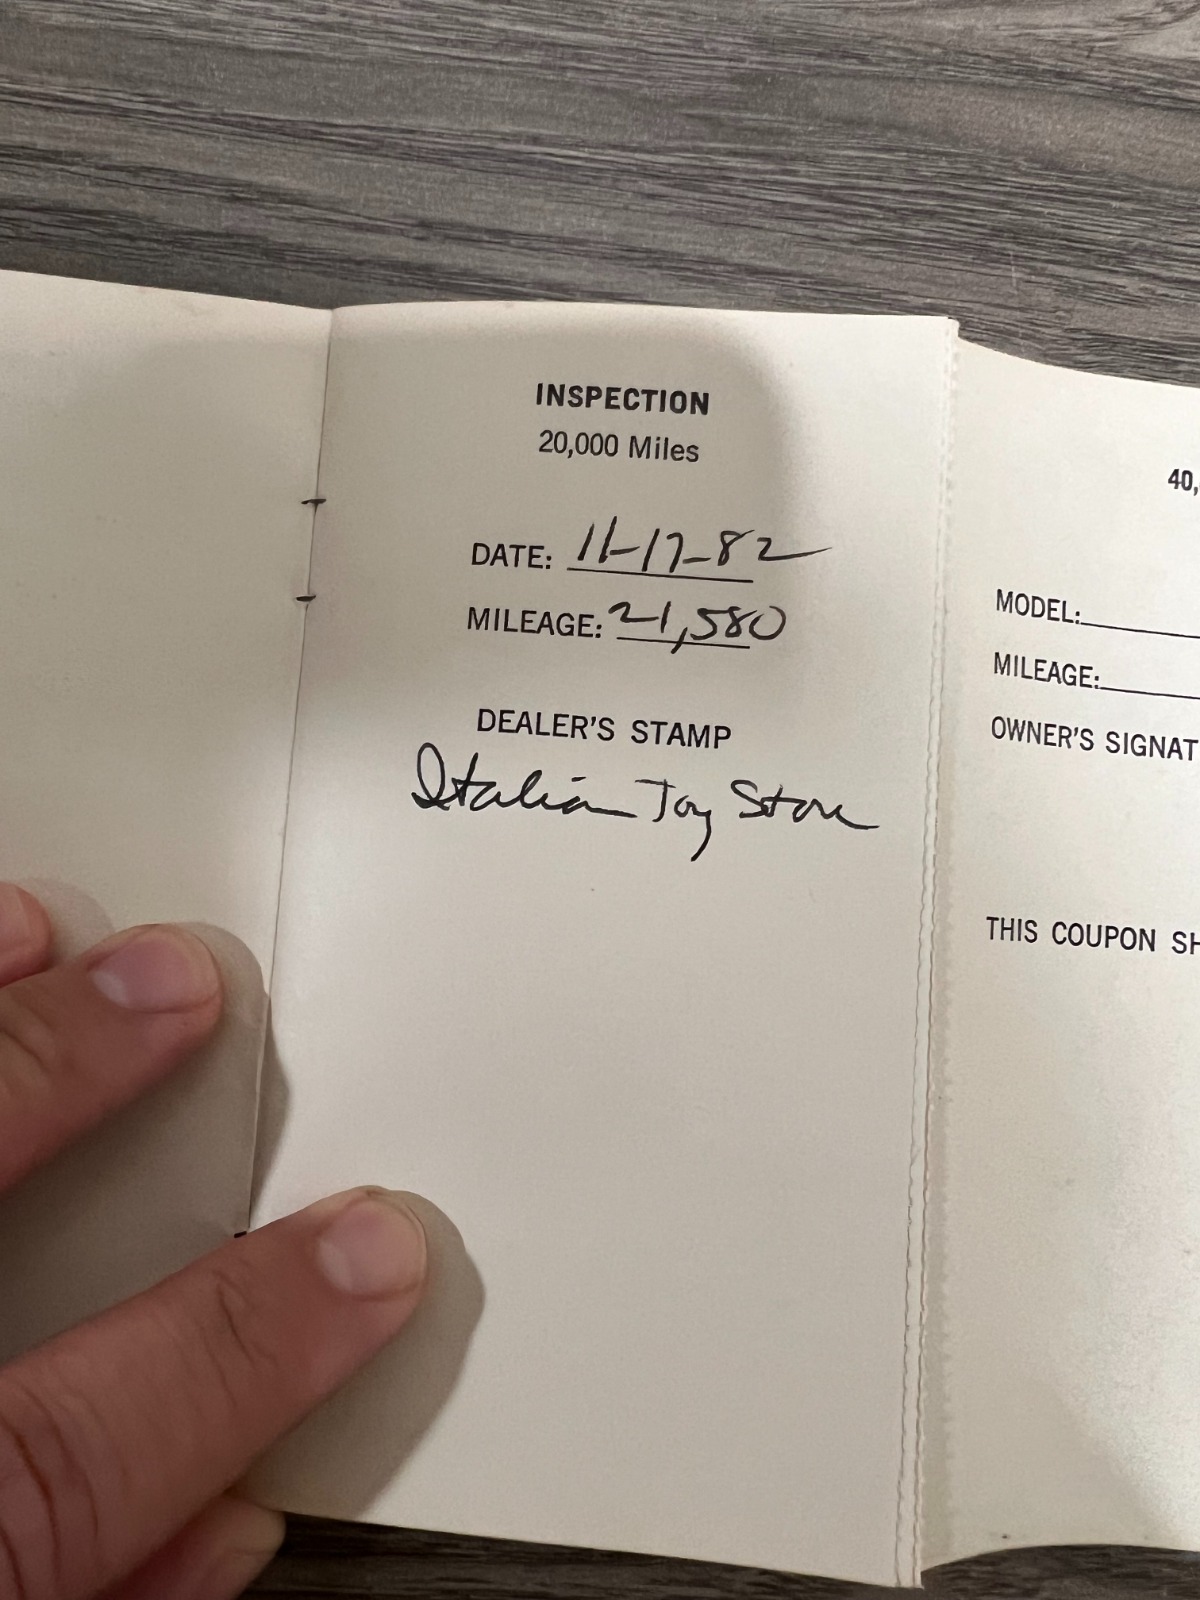 INSPECTION
20,000 Miles
DATE: 11-17-82
MILEAGE: 21,580
DEALER'S STAMP
Italian Toy Store
40,
MODEL:
MILEAGE:
OWNER'S SIGNAT
THIS COUPON SH